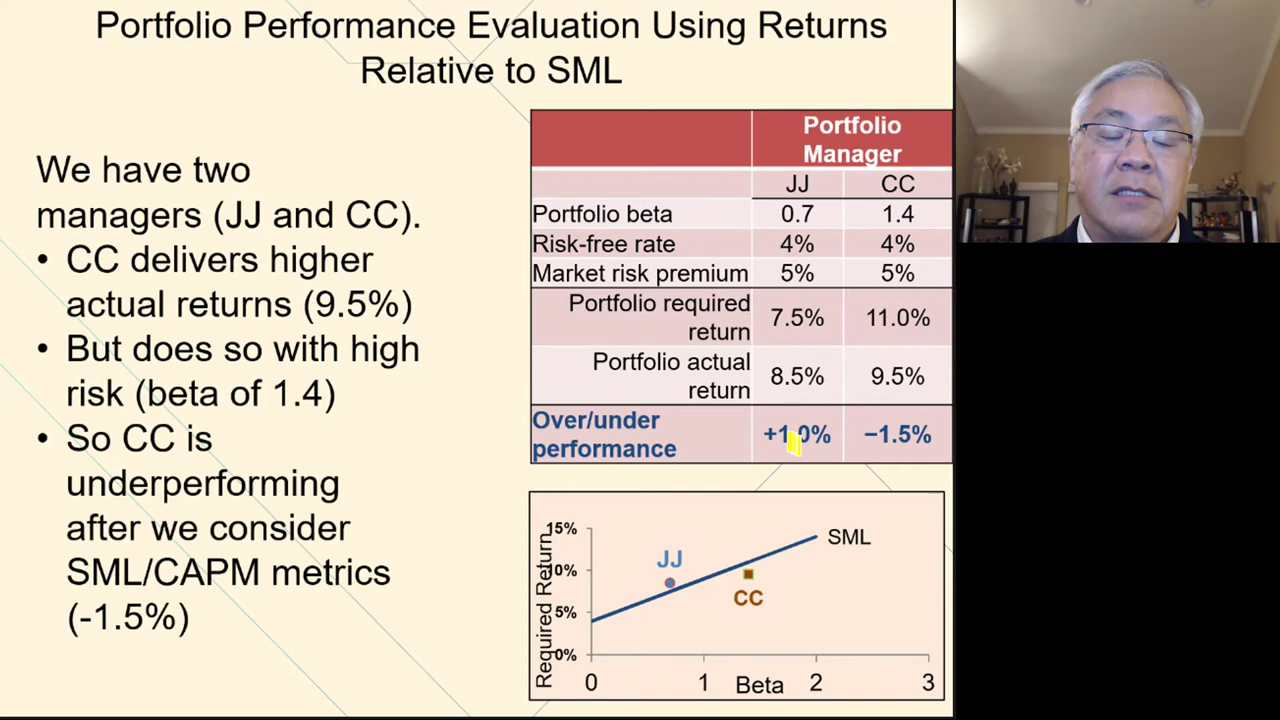 Portfolio Performance Evaluation Using Returns
Relative to SML
We have two
managers (JJ and CC).
• CC delivers higher
actual returns (9.5%)
• But does so with high
risk (beta of 1.4)
• So CC is
underperforming
after we consider
SML/CAPM metrics
(-1.5%)
Portfolio
Manager
JJ CC
Portfolio beta 0.7 1.4
Risk-free rate 4% 4%
Market risk premium 5% 5%
Portfolio required
return 7.5% 11.0%
Portfolio actual
return 8.5% 9.5%
Over/under
performance +1.0% −1.5%
Required Return
15%
10%
5%
0%
SML
JJ
CC
0 1 2 3
Beta